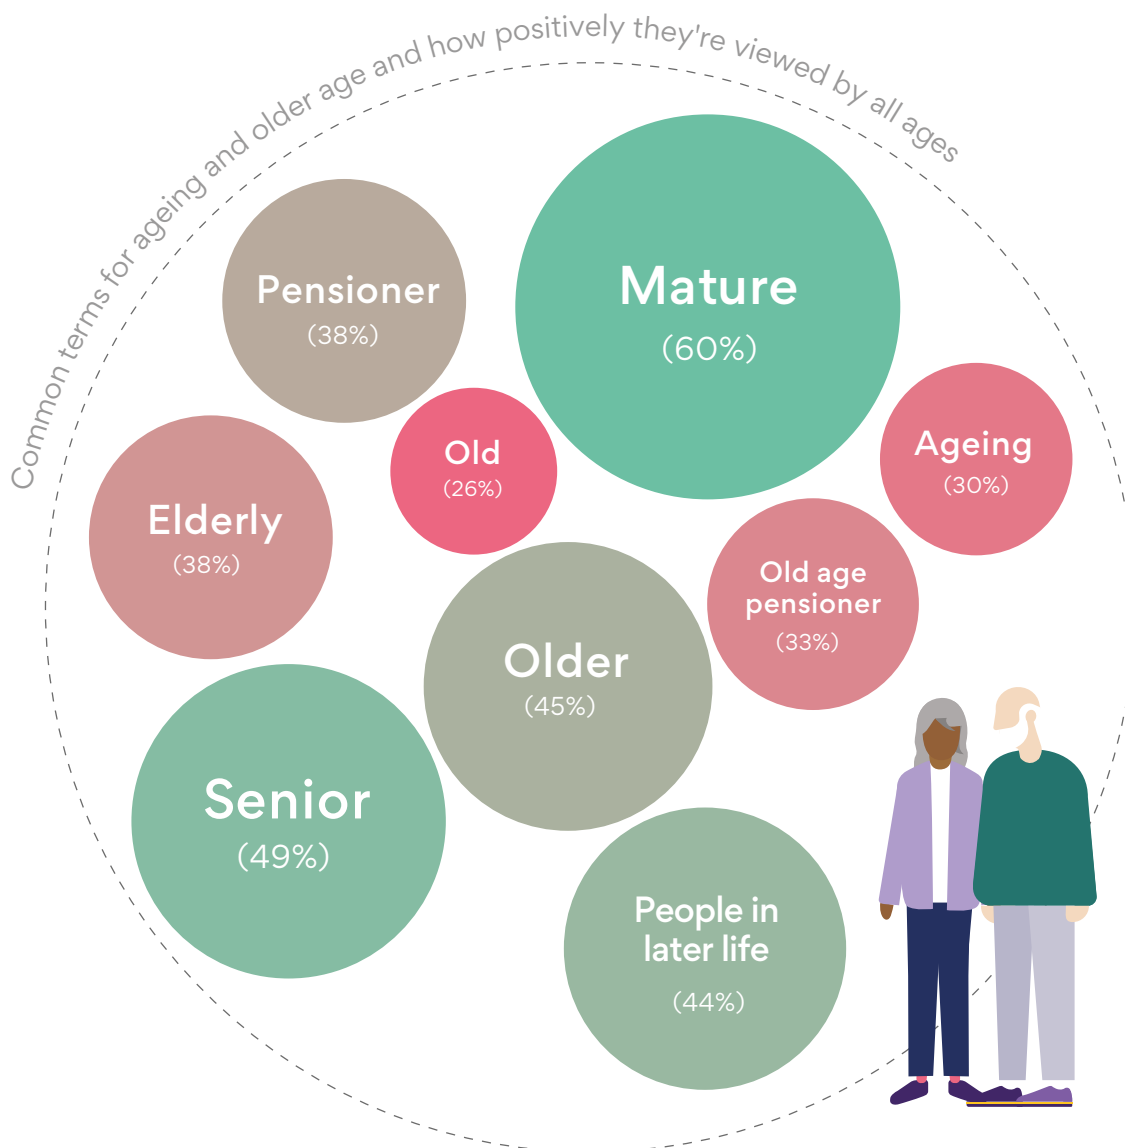 Common terms for ageing and older age and how positively they're viewed by all ages
Mature
(60%)
Pensioner
(38%)
Old
(26%)
Ageing
(30%)
Elderly
(38%)
Old age
pensioner
(33%)
Older
(45%)
Senior
(49%)
People in
later life
(44%)